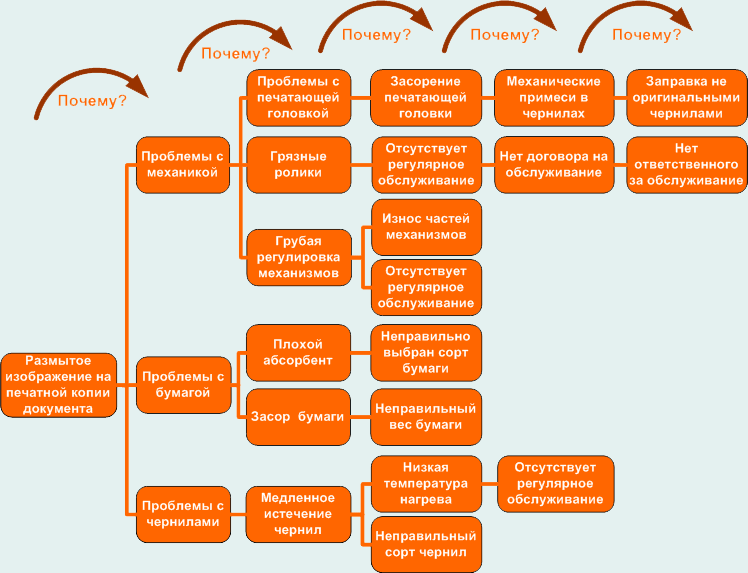 Почему?
Почему?
Почему?
Почему?
Почему?
Проблемы с
печатающей
головкой
Засорение
печатающей
головки
Механические
примеси в
чернилах
Заправка не
оригинальными
чернилами
Проблемы с
механикой
Грязные
ролики
Отсутствует
регулярное
обслуживание
Нет договора на
обслуживание
Нет
ответственного
за обслуживание
Грубая
регулировка
механизмов
Износ частей
механизмов
Отсутствует
регулярное
обслуживание
Размытое
изображение на
печатной копии
документа
Проблемы с
бумагой
Плохой
абсорбент
Неправильно
выбран сорт
бумаги
Засор бумаги
Неправильный
вес бумаги
Проблемы с
чернилами
Медленное
истечение
чернил
Низкая
температура
нагрева
Отсутствует
регулярное
обслуживание
Неправильный
сорт чернил